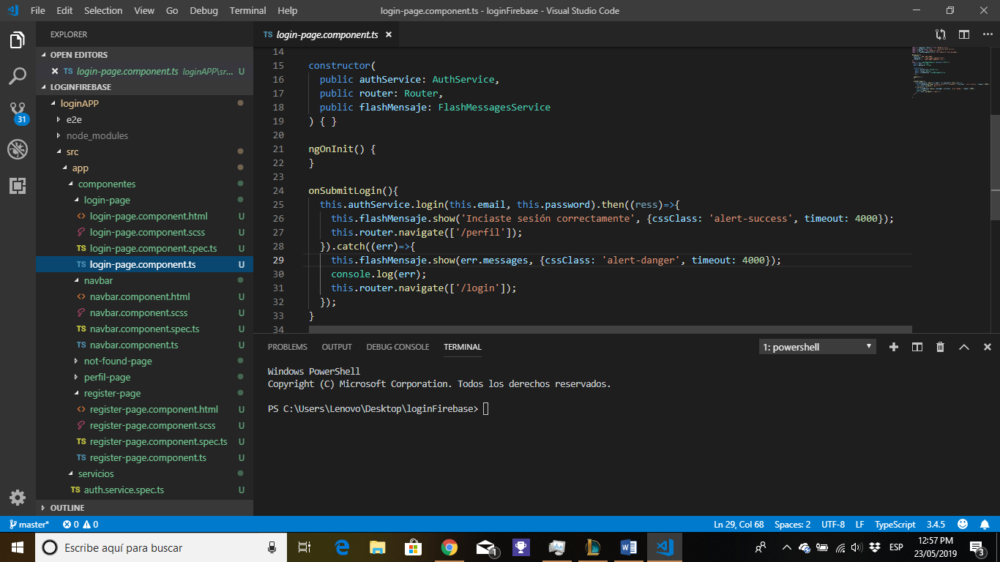 File Edit Selection View Go Debug Terminal Help
login-page.component.ts - loginFirebase - Visual Studio Code
EXPLORER
OPEN EDITORS
TS login-page.component.ts loginAPP\sr... U
LOGINFIREBASE
loginAPP
e2e
node_modules
src
app
componentes
login-page
<> login-page.component.html U
login-page.component.scss U
TS login-page.component.spec.ts U
TS login-page.component.ts U
navbar
<> navbar.component.html U
navbar.component.scss U
TS navbar.component.spec.ts U
TS navbar.component.ts U
not-found-page
perfil-page
register-page
<> register-page.component.html U
register-page.component.scss U
TS register-page.component.spec.ts U
TS register-page.component.ts U
servicios
TS auth.service.spec.ts U
OUTLINE
31
TS login-page.component.ts
14
15 constructor(
16 public authService: AuthService,
17 public router: Router,
18 public flashMensaje: FlashMessagesService
19 ) { }
20
21 ngOnInit() {
22 }
23
24 onSubmitLogin(){
25 this.authService.login(this.email, this.password).then((ress)=>{
26 this.flashMensaje.show('Inciaste sesión correctamente', {cssClass: 'alert-success', timeout: 4000});
27 this.router.navigate(['/perfil']);
28 }).catch((err)=>{
29 this.flashMensaje.show(err.messages, {cssClass: 'alert-danger', timeout: 4000});
30 console.log(err);
31 this.router.navigate(['/login']);
32 });
33 }
34
PROBLEMS OUTPUT DEBUG CONSOLE TERMINAL
1: powershell
Windows PowerShell
Copyright (C) Microsoft Corporation. Todos los derechos reservados.
PS C:\Users\Lenovo\Desktop\loginFirebase>
master* 0 0
Ln 29, Col 68 Spaces: 2 UTF-8 LF TypeScript 3.4.5
Escribe aquí para buscar
1
ESP
12:57 PM
23/05/2019
3